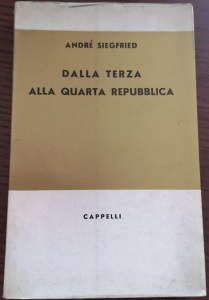 ANDRÉ SIEGFRIED
DALLA TERZA
ALLA QUARTA REPUBBLICA
CAPPELLI